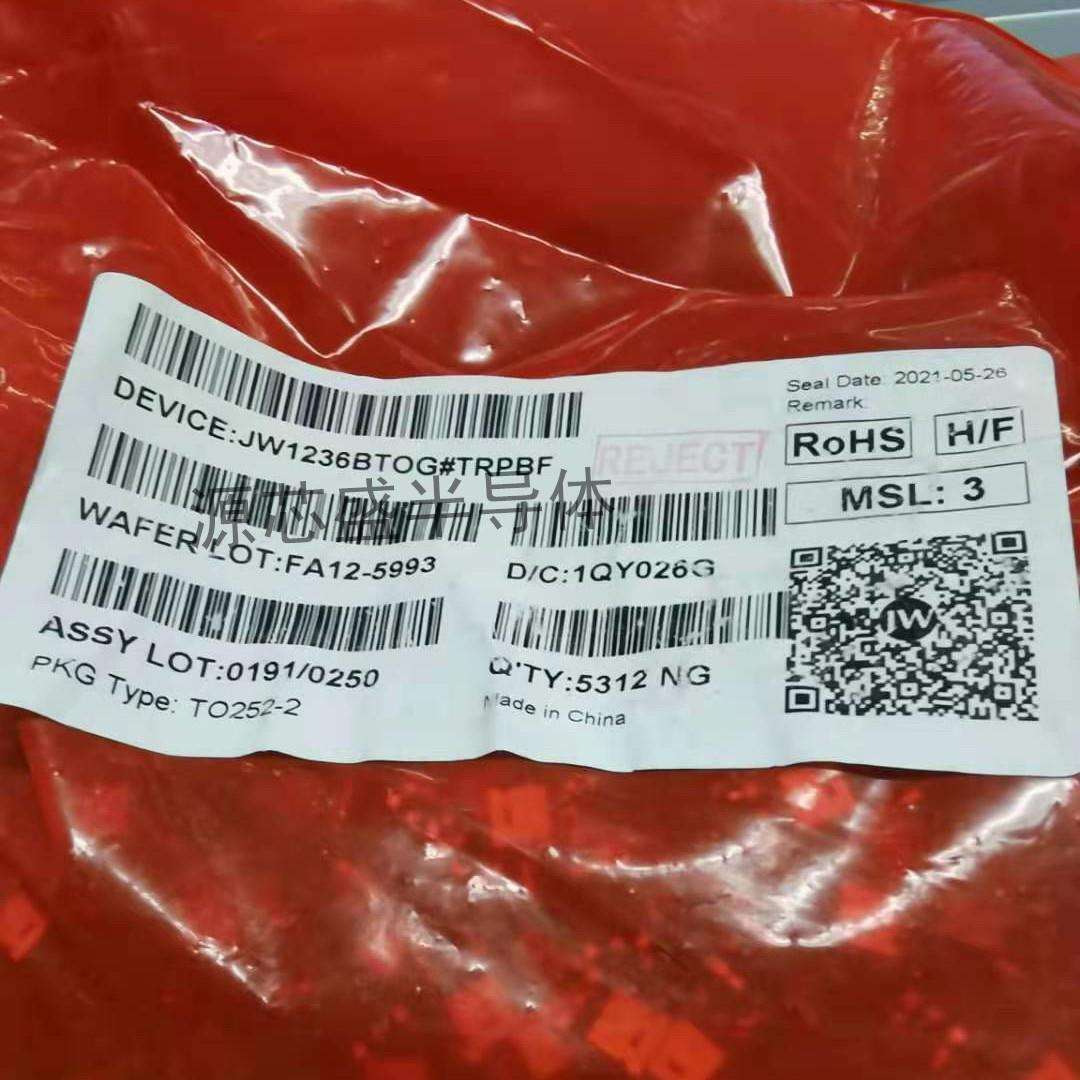 DEVICE:JW1236BTOG#TRPBF
REJECT
Seal Date: 2021-05-26
Remark:
RoHS
H/F
MSL: 3
源芯盛半导体
WAFER LOT:FA12-5993
D/C:1QY026G
ASSY LOT:0191/0250
Q'TY:5312 NG
PKG Type: TO252-2
Made in China
JW